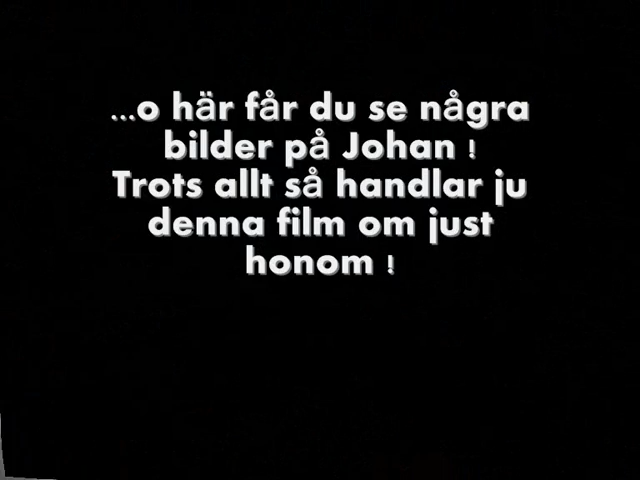 ...o här får du se några
bilder på Johan !
Trots allt så handlar ju
denna film om just
honom !